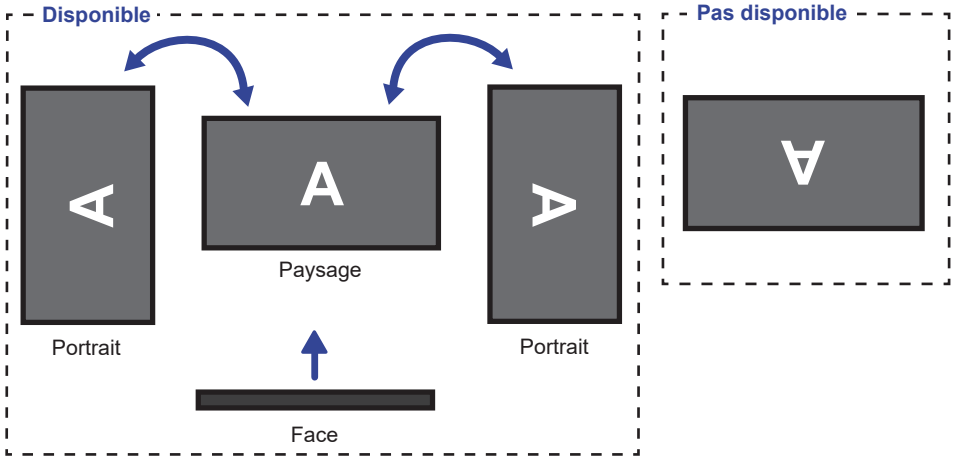 Disponible
Pas disponible
A
A
A
A
Paysage
Portrait
Portrait
Face